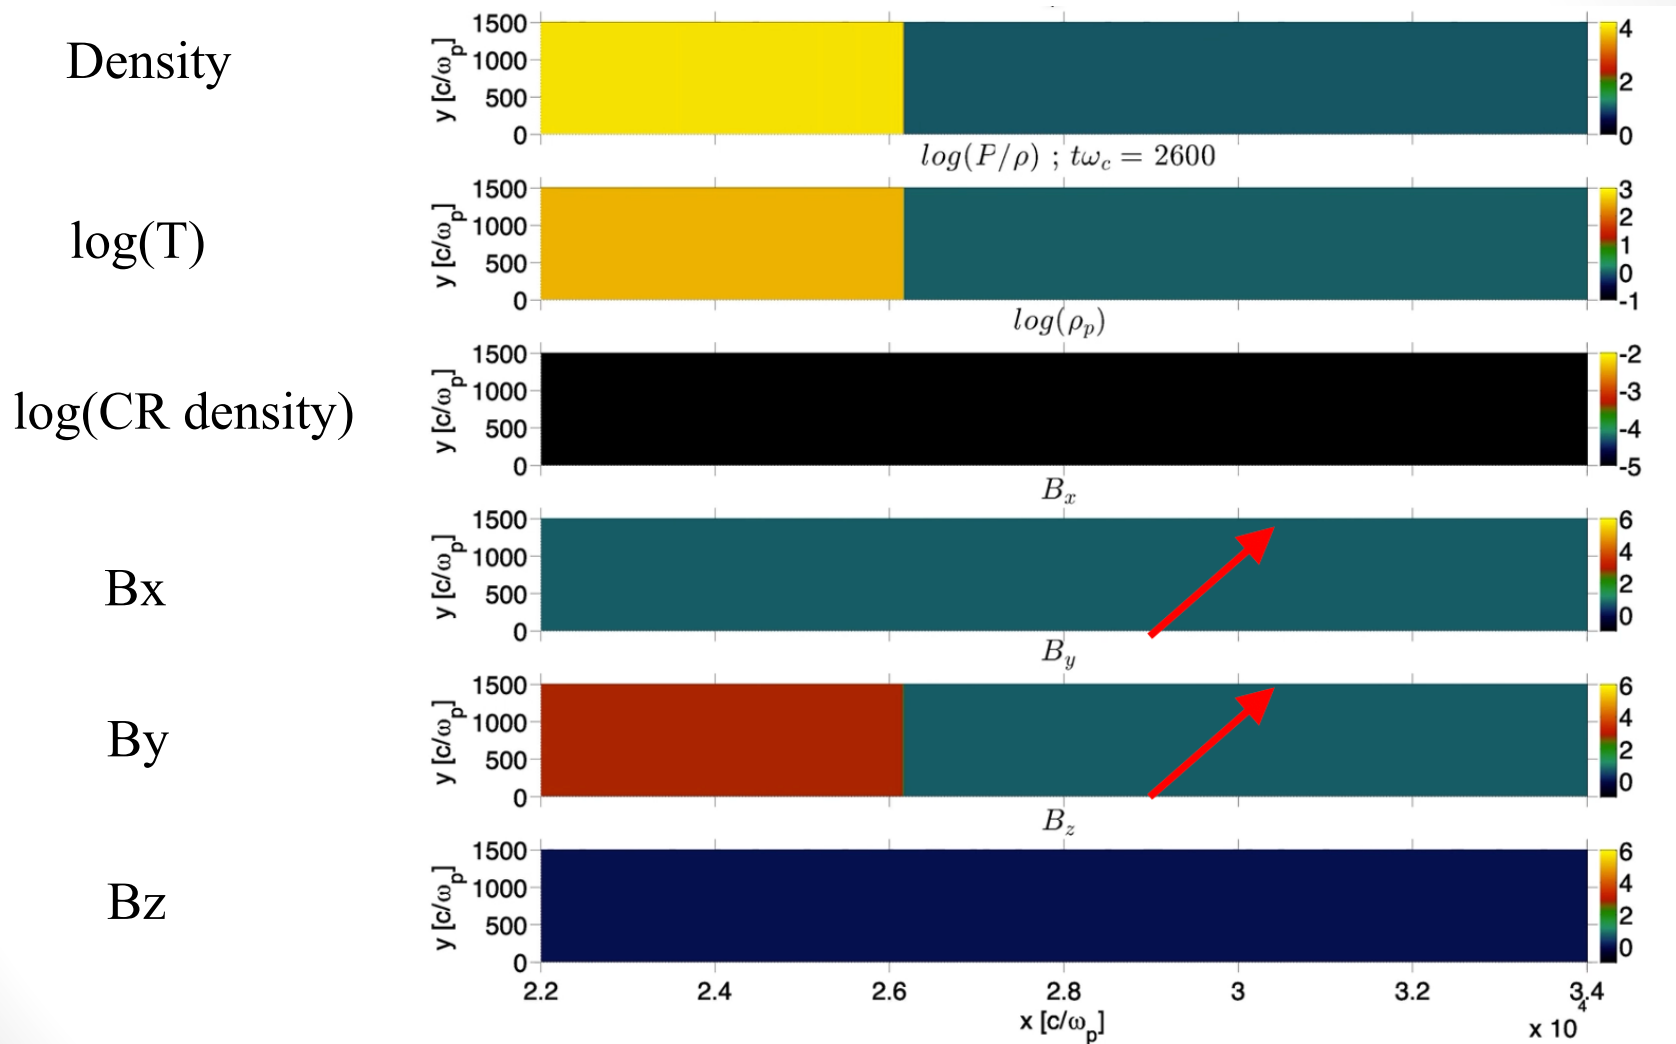 Density
1500
1000
500
0
y [c/ωp]
4
2
0
log(P/ρ) ; tωc = 2600
log(T)
1500
1000
500
0
y [c/ωp]
3
2
1
0
-1
log(ρp)
log(CR density)
1500
1000
500
0
y [c/ωp]
-2
-3
-4
-5
Bx
Bx
1500
1000
500
0
y [c/ωp]
6
4
2
0
By
By
1500
1000
500
0
y [c/ωp]
6
4
2
0
Bz
Bz
1500
1000
500
0
y [c/ωp]
6
4
2
0
2.2 2.4 2.6 2.8 3 3.2 3.4
x [c/ωp]
x 10^4